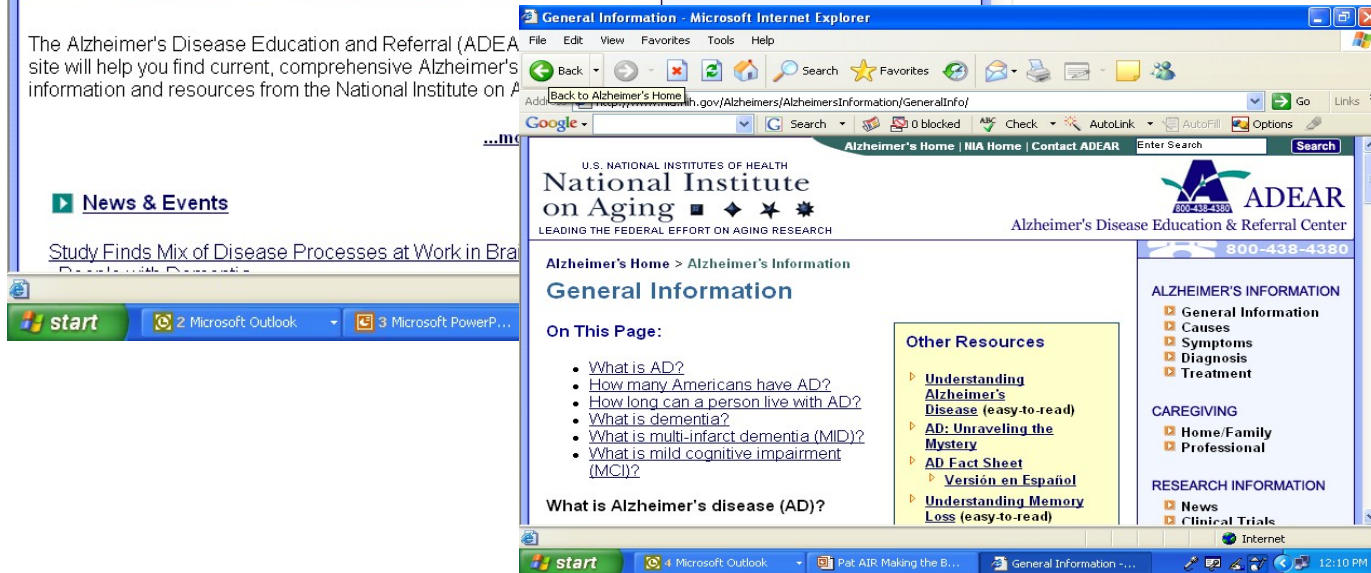 The Alzheimer's Disease Education and Referral (ADEA
site will help you find current, comprehensive Alzheimer's
information and resources from the National Institute on A
News & Events
Study Finds Mix of Disease Processes at Work in Brai
People with Dementia
start
2 Microsoft Outlook
3 Microsoft PowerP...
General Information - Microsoft Internet Explorer
File Edit View Favorites Tools Help
Back Search Favorites
Back to Alzheimer's Home
.gov/Alzheimers/AlzheimersInformation/GeneralInfo/ Go Links
Google Search 0 blocked Check AutoLink AutoFill Options
Alzheimer's Home | NIA Home | Contact ADEAR Enter Search Search
U.S. NATIONAL INSTITUTES OF HEALTH
National Institute
on Aging
LEADING THE FEDERAL EFFORT ON AGING RESEARCH
800-438-4380
ADEAR
Alzheimer's Disease Education & Referral Center
800-438-4380
Alzheimer's Home > Alzheimer's Information
General Information
On This Page:
What is AD?
How many Americans have AD?
How long can a person live with AD?
What is dementia?
What is multi-infarct dementia (MID)?
What is mild cognitive impairment
(MCI)?
What is Alzheimer's disease (AD)?
Other Resources
Understanding
Alzheimer's
Disease (easy-to-read)
AD: Unraveling the
Mystery
AD Fact Sheet
Versión en Español
Understanding Memory
Loss (easy-to-read)
ALZHEIMER'S INFORMATION
General Information
Causes
Symptoms
Diagnosis
Treatment
CAREGIVING
Home/Family
Professional
RESEARCH INFORMATION
News
Clinical Trials
Internet
start
4 Microsoft Outlook
Pat AIR Making the B...
General Information -...
12:10 PM